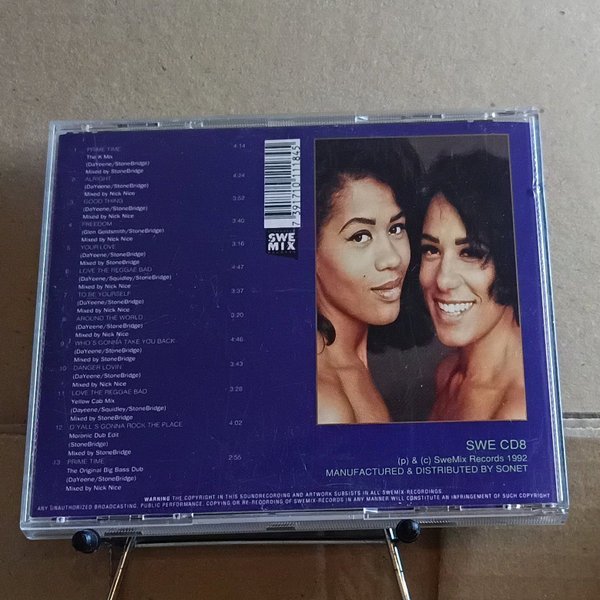 1. PRIME TIME 4:14
The K Mix
(DaYeene/StoneBridge)
Mixed by StoneBridge
2. ALRIGHT 4:24
(DaYeene/StoneBridge)
Mixed by Nick Nice
3. GOOD THING 3:52
(DaYeene/StoneBridge)
Mixed by Nick Nice
4. FREEDOM 3:40
(Glen Goldsmith/StoneBridge)
Mixed by Nick Nice
5. YOUR LOVE 3:16
(DaYeene/StoneBridge)
Mixed by StoneBridge
6. LOVE THE REGGAE BAD 4:47
(DaYeene/Squidley/StoneBridge)
Mixed by Nick Nice
7. TO BE YOURSELF 3:37
(DaYeene/StoneBridge)
Mixed by StoneBridge
8. AROUND THE WORLD 3:20
(DaYeene/StoneBridge)
Mixed by Nick Nice
9. WHO'S GONNA TAKE YOU BACK 4:46
(DaYeene/StoneBridge)
Mixed by StoneBridge
10. DANGER LOVIN 3:43
(DaYeene/StoneBridge)
Mixed by Nick Nice
11. LOVE THE REGGAE BAD 3:28
Yellow Cab Mix
(Dayeene/Squidley/StoneBridge)
Mixed by StoneBridge
12. O'YALL'S GONNA ROCK THE PLACE 4:02
Moronic Dub Edit
(StoneBridge)
Mixed by StoneBridge
13. PRIME TIME 2:55
The Original Big Bass Dub
(DaYeene/StoneBridge)
Mixed by Nick Nice
7 391710 111845
SWE
MIX
RECORDS
SWE CD8
(p) & (c) SweMix Records 1992
MANUFACTURED & DISTRIBUTED BY SONET
WARNING THE COPYRIGHT IN THIS SOUNDRECORDING AND ARTWORK SUBSISTS IN ALL SWEMIX-RECORDINGS.
ANY UNAUTHORIZED BROADCASTING, PUBLIC PERFORMANCE, COPYING OR RE-RECORDING OF SWEMIX-RECORDS IN ANY MANNER WILL CONSTITUTE AN INFRINGEMENT OF SUCH COPYRIGHT